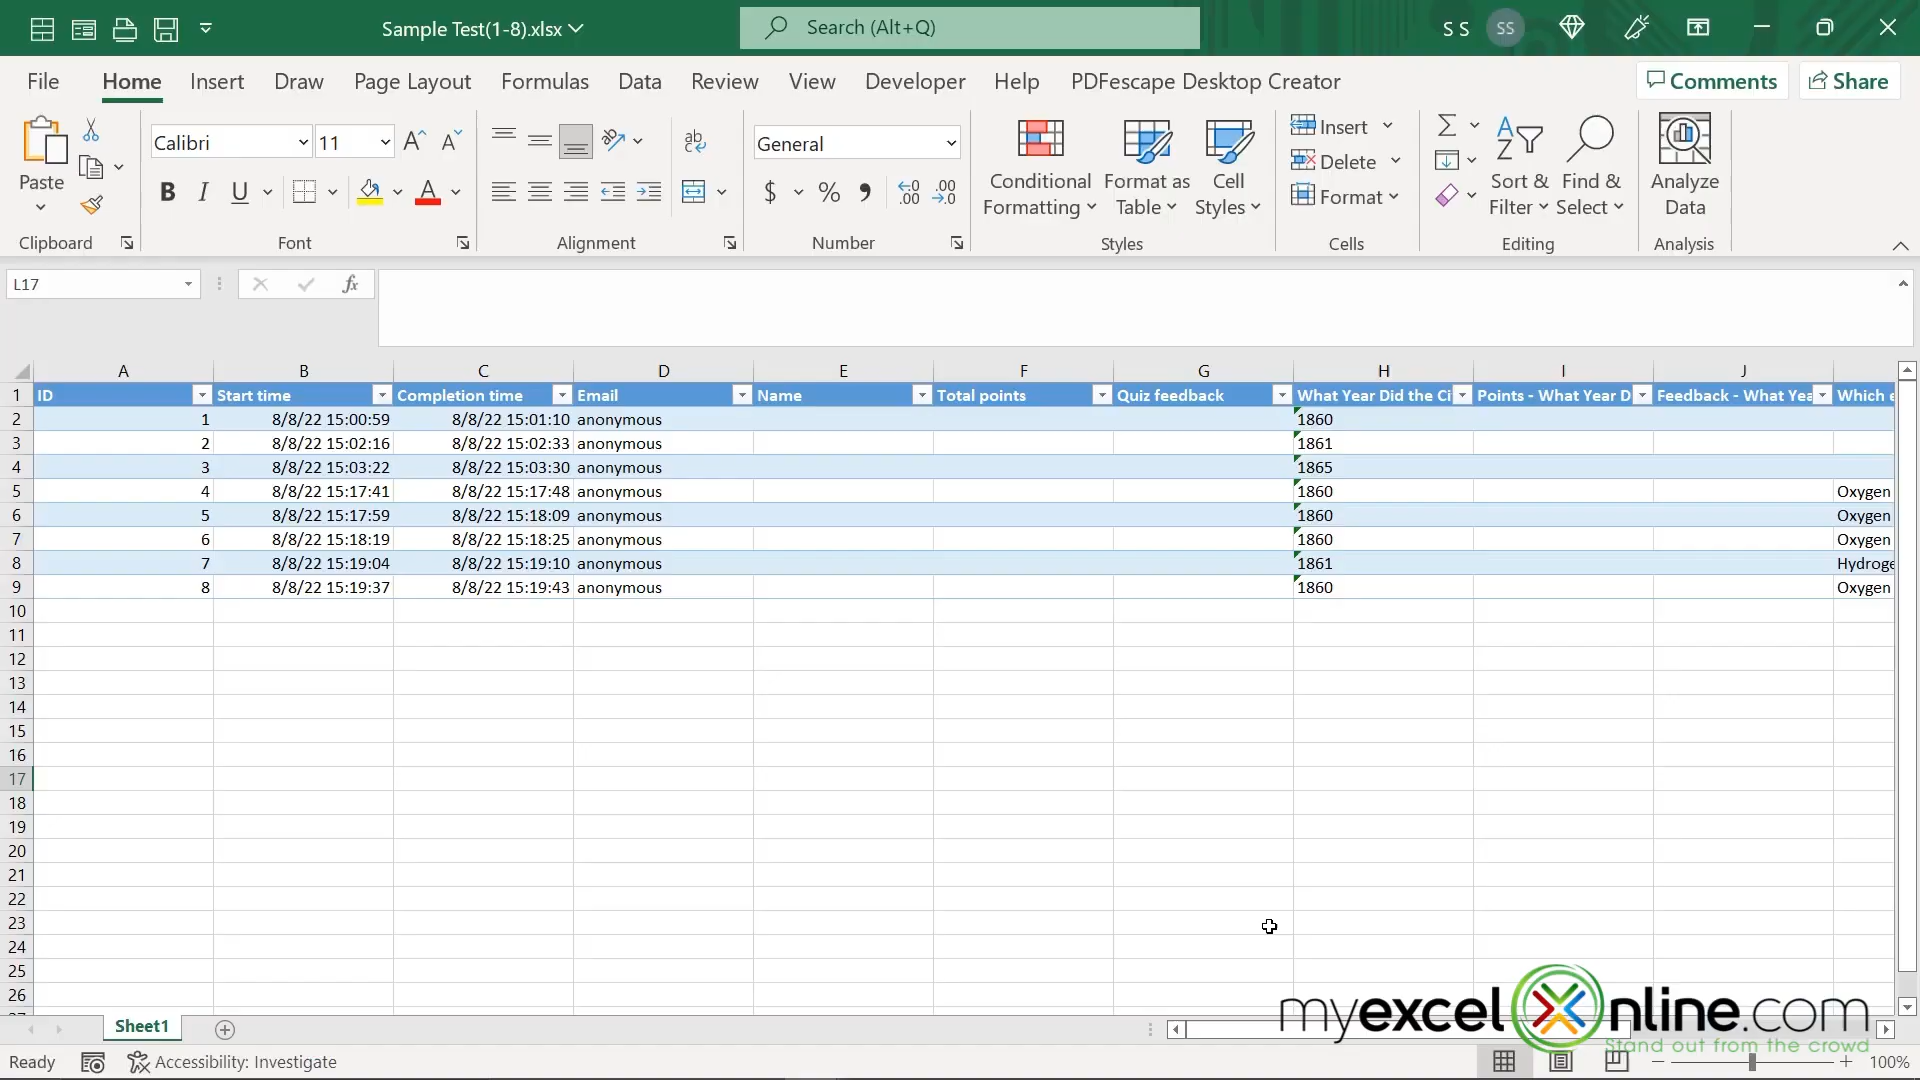 Sample Test(1-8).xlsx
Search (Alt+Q)
S S
SS
File Home Insert Draw Page Layout Formulas Data Review View Developer Help PDFescape Desktop Creator Comments Share
Paste
Calibri 11
General
Conditional Formatting
Format as Table
Cell Styles
Insert
Delete
Format
Sort & Filter
Find & Select
Analyze Data
Clipboard Font Alignment Number Styles Cells Editing Analysis
L17
A B C D E F G H I J
1 ID Start time Completion time Email Name Total points Quiz feedback What Year Did the Ci Points - What Year D Feedback - What Yea Which e
2 1 8/8/22 15:00:59 8/8/22 15:01:10 anonymous 1860
3 2 8/8/22 15:02:16 8/8/22 15:02:33 anonymous 1861
4 3 8/8/22 15:03:22 8/8/22 15:03:30 anonymous 1865
5 4 8/8/22 15:17:41 8/8/22 15:17:48 anonymous 1860 Oxygen
6 5 8/8/22 15:17:59 8/8/22 15:18:09 anonymous 1860 Oxygen
7 6 8/8/22 15:18:19 8/8/22 15:18:25 anonymous 1860 Oxygen
8 7 8/8/22 15:19:04 8/8/22 15:19:10 anonymous 1861 Hydroge
9 8 8/8/22 15:19:37 8/8/22 15:19:43 anonymous 1860 Oxygen
10
11
12
13
14
15
16
17
18
19
20
21
22
23
24
25
26
myexcelonline.com
Stand out from the crowd
Sheet1
Ready Accessibility: Investigate 100%